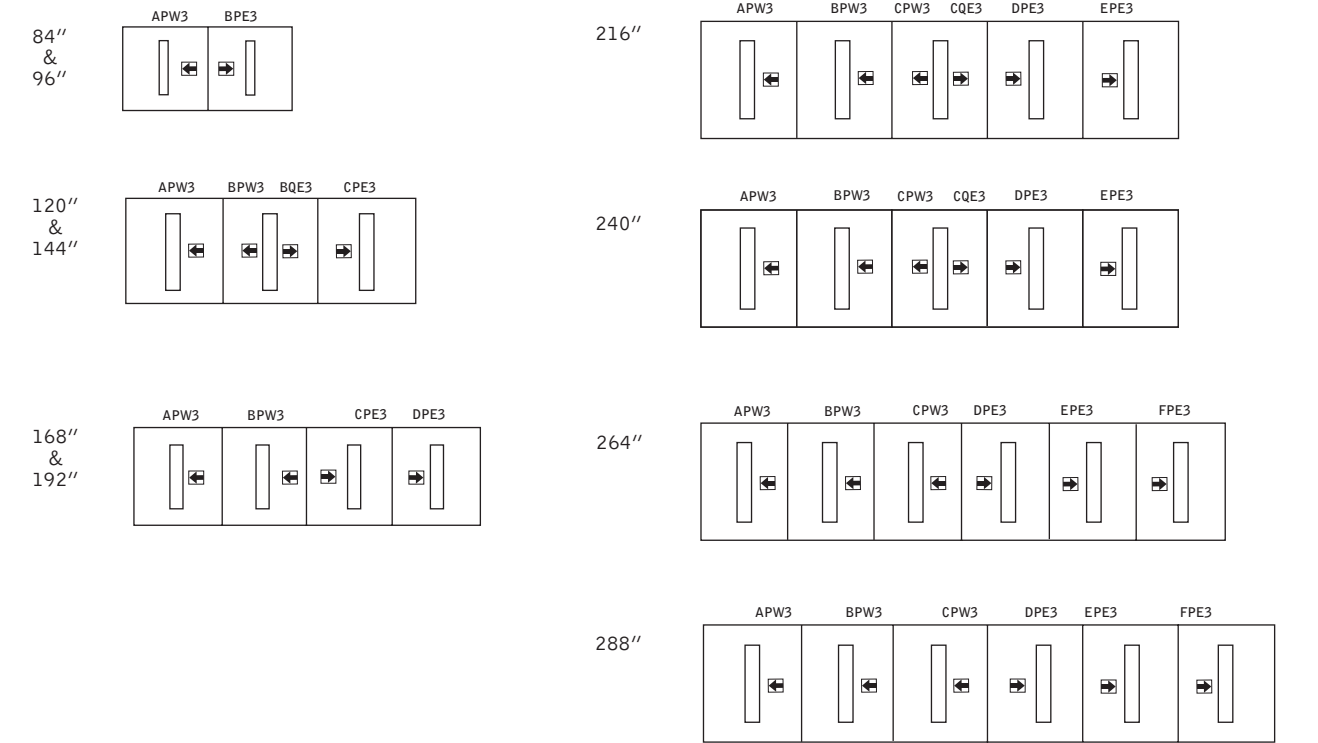 APW3 BPE3
84″
&
96″
APW3 BPW3 BQE3 CPE3
120″
&
144″
APW3 BPW3 CPE3 DPE3
168″
&
192″
APW3 BPW3 CPW3 CQE3 DPE3 EPE3
216″
APW3 BPW3 CPW3 CQE3 DPE3 EPE3
240″
APW3 BPW3 CPW3 DPE3 EPE3 FPE3
264″
APW3 BPW3 CPW3 DPE3 EPE3 FPE3
288″